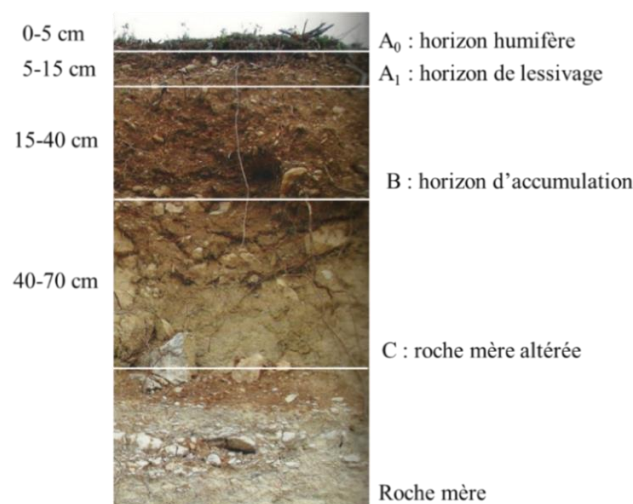 0-5 cm
A0 : horizon humifère
5-15 cm
A1 : horizon de lessivage
15-40 cm
B : horizon d'accumulation
40-70 cm
C : roche mère altérée
Roche mère